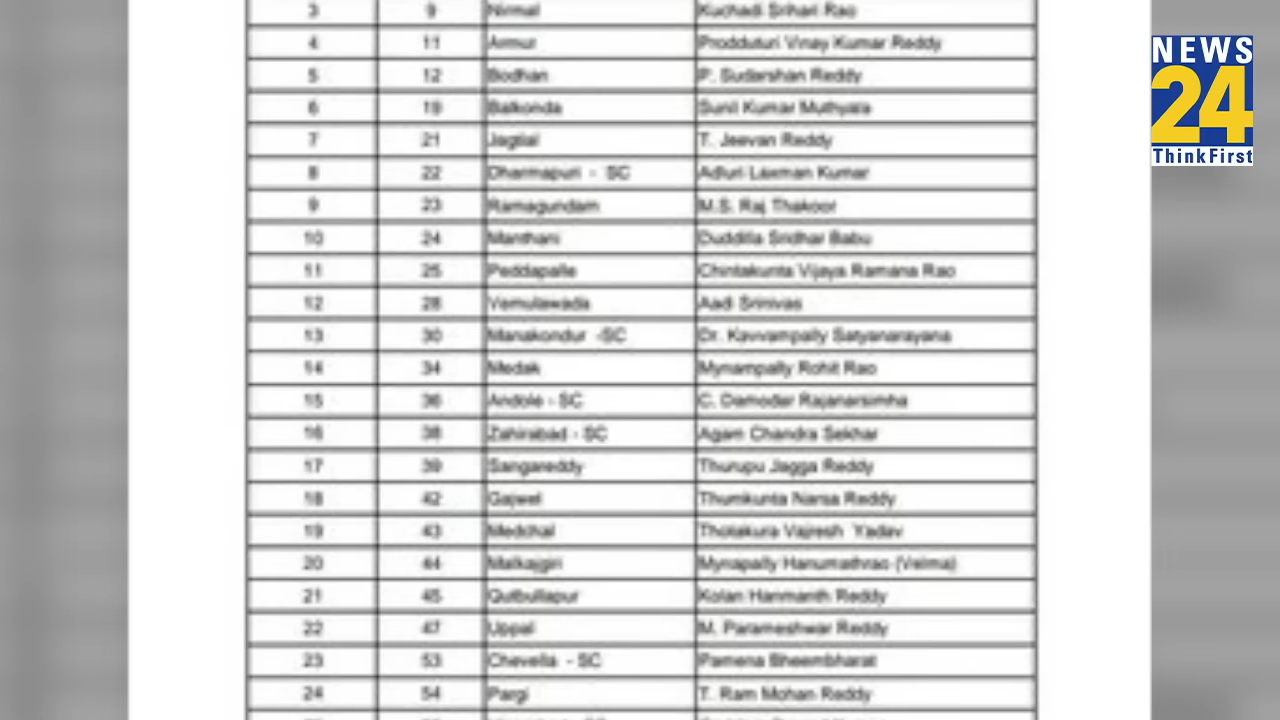 3 9 Nirmal Kuchadi Srihari Rao
4 11 Armur Prodduturi Vinay Kumar Reddy
5 12 Bodhan P. Sudarshan Reddy
6 19 Balkonda Sunil Kumar Muthyala
7 21 Jagtial T. Jeevan Reddy
8 22 Dharmapuri - SC Adluri Laxman Kumar
9 23 Ramagundam M.S. Raj Thakoor
10 24 Manthani Duddilla Sridhar Babu
11 25 Peddapalle Chintakunta Vijaya Ramana Rao
12 28 Vemulawada Aadi Srinivas
13 30 Manakondur -SC Dr. Kavvampally Satyanarayana
14 34 Medak Mynampally Rohit Rao
15 36 Andole - SC C. Damodar Rajanarsimha
16 38 Zahirabad - SC Agam Chandra Sekhar
17 39 Sangareddy Thurupu Jagga Reddy
18 42 Gajwel Thumkunta Narsa Reddy
19 43 Medchal Thotakura Vajresh Yadav
20 44 Malkajgiri Mynapally Hanumathrao (Velma)
21 45 Qutbullapur Kolan Hanmanth Reddy
22 47 Uppal M. Parameshwar Reddy
23 53 Chevella - SC Pamena Bheembharat
24 54 Pargi T. Ram Mohan Reddy
NEWS
24
ThinkFirst